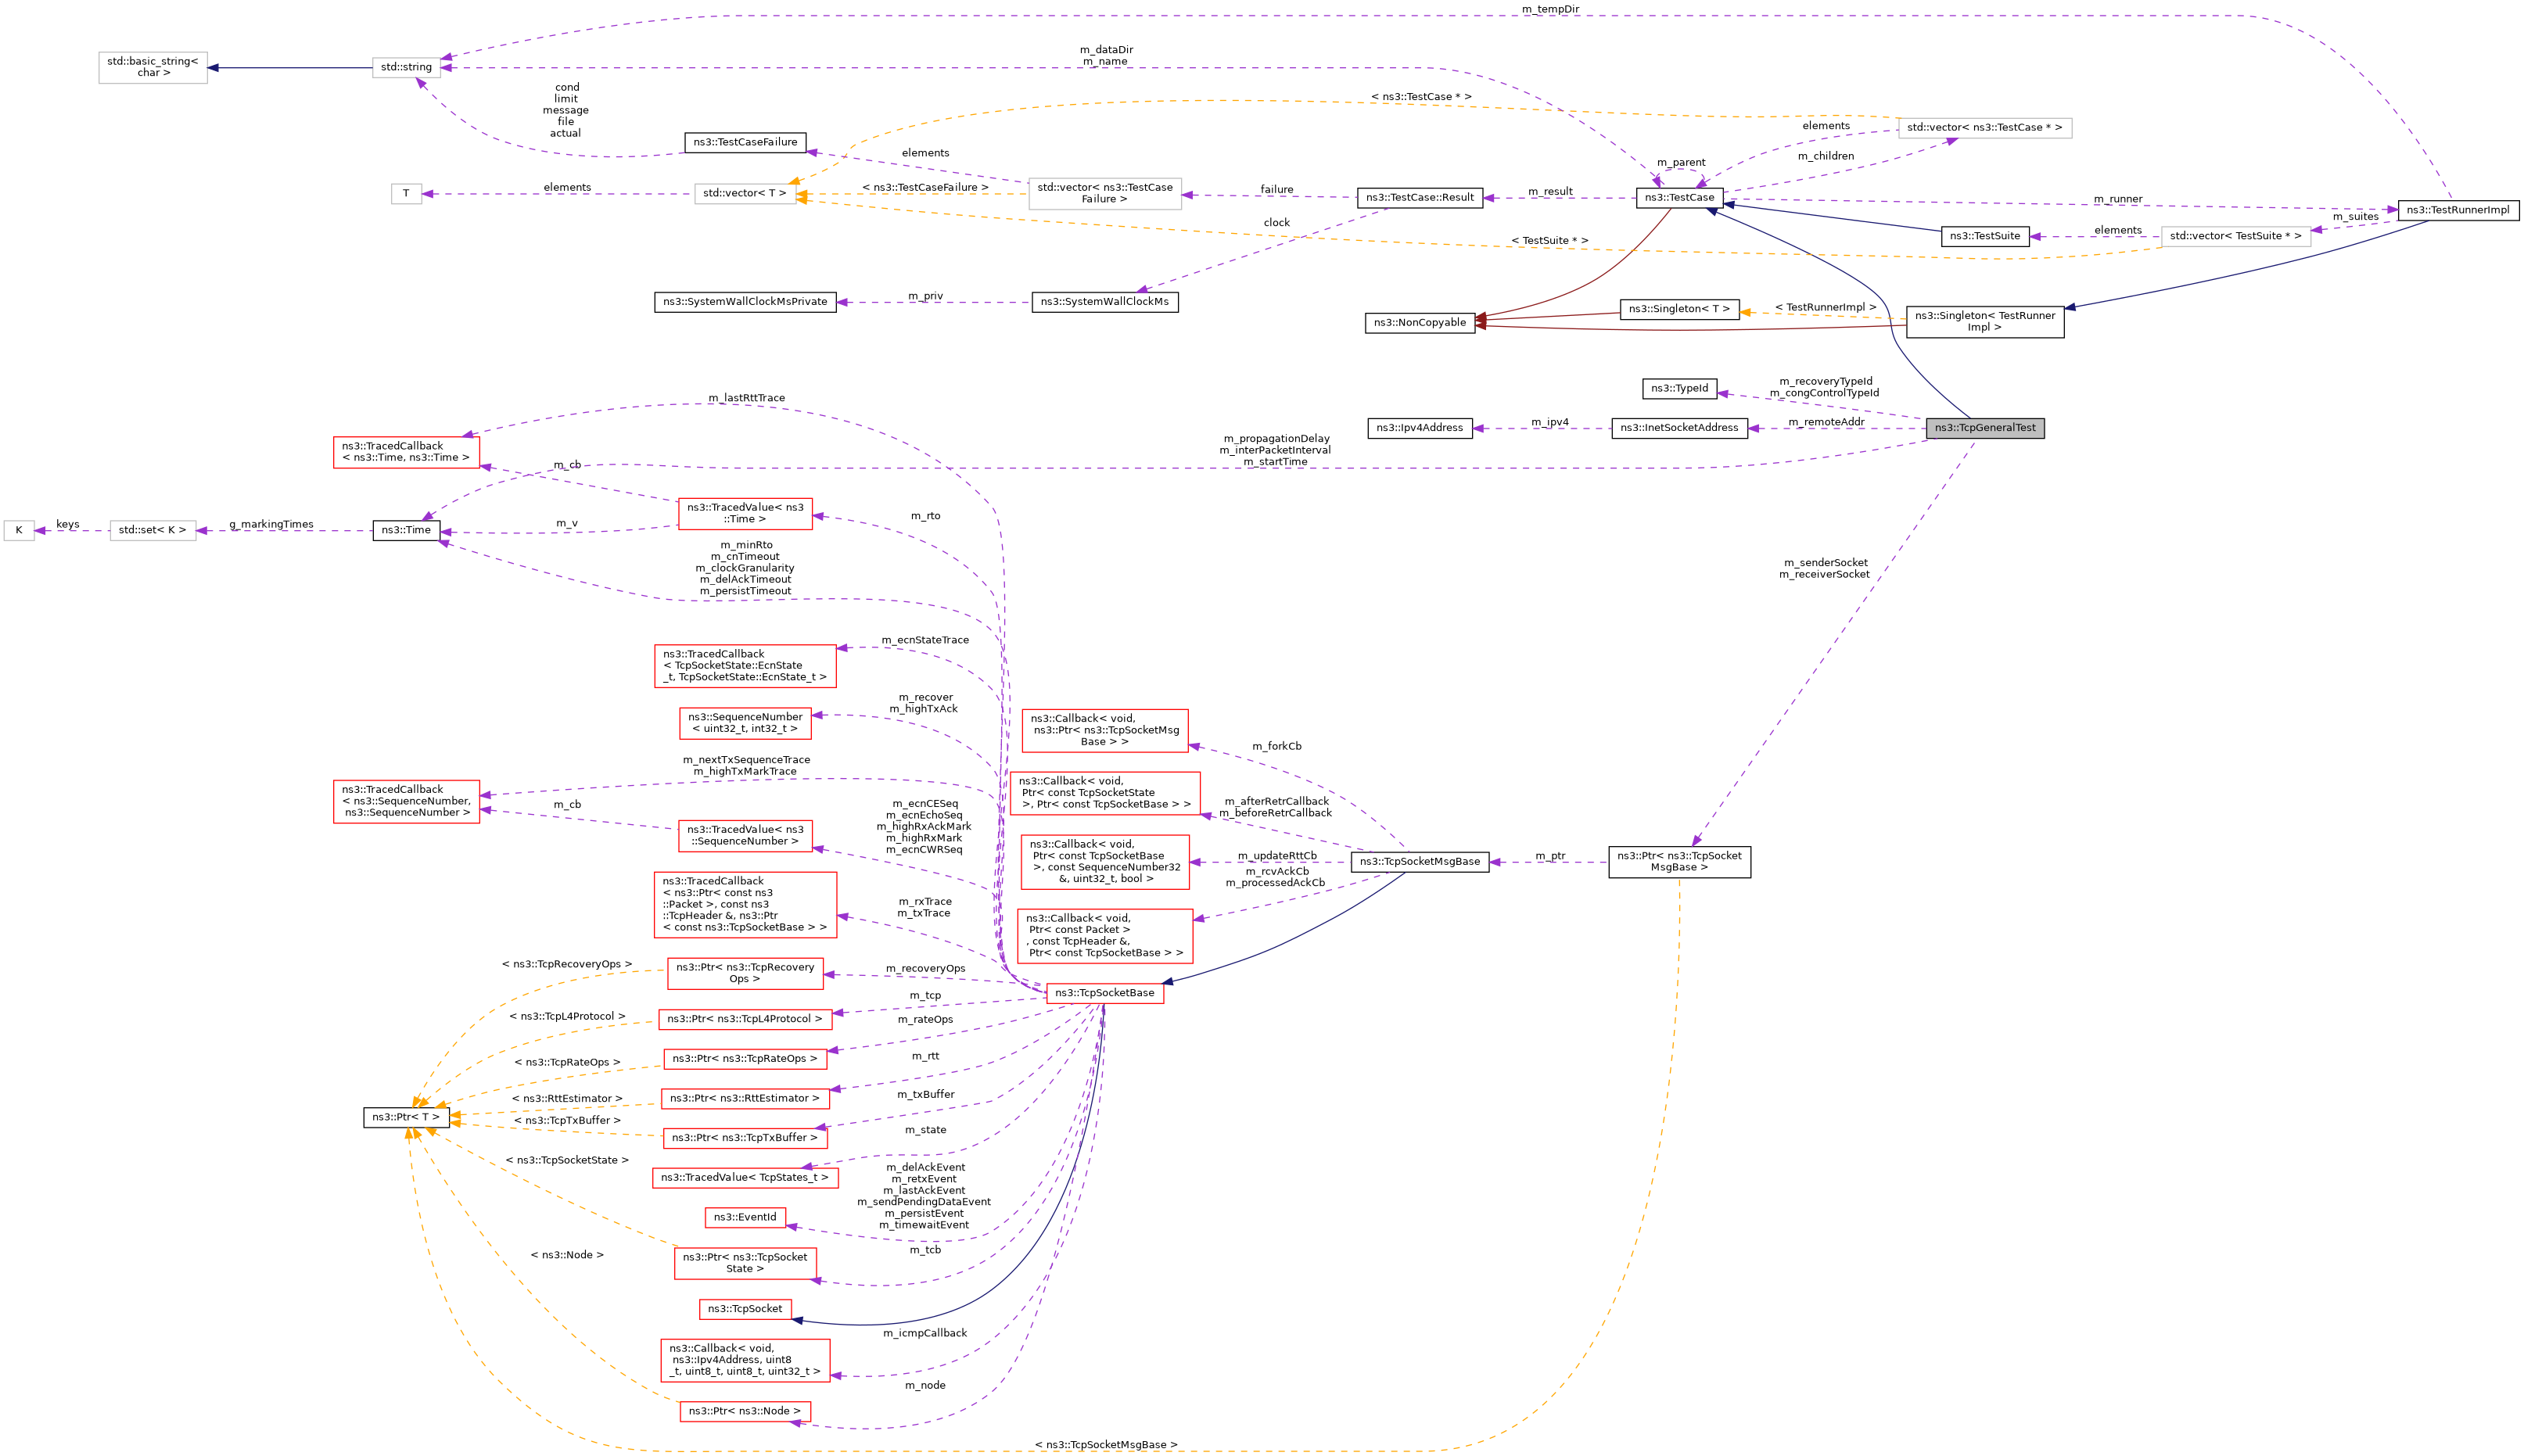 m_tempDir
std::basic_string<
char >
std::string
m_dataDir
m_name
cond
limit
message
file
actual
< ns3::TestCase * >
std::vector< ns3::TestCase * >
elements
m_children
ns3::TestCaseFailure
elements
m_parent
T
elements
std::vector< T >
< ns3::TestCaseFailure >
std::vector< ns3::TestCase
Failure >
failure
ns3::TestCase::Result
m_result
ns3::TestCase
m_runner
ns3::TestRunnerImpl
m_suites
clock
< TestSuite * >
ns3::TestSuite
elements
std::vector< TestSuite * >
ns3::SystemWallClockMsPrivate
m_priv
ns3::SystemWallClockMs
ns3::NonCopyable
ns3::Singleton< T >
< TestRunnerImpl >
ns3::Singleton< TestRunner
Impl >
ns3::TypeId
m_recoveryTypeId
m_congControlTypeId
m_lastRttTrace
ns3::Ipv4Address
m_ipv4
ns3::InetSocketAddress
m_remoteAddr
ns3::TcpGeneralTest
ns3::TracedCallback
< ns3::Time, ns3::Time >
m_cb
m_propagationDelay
m_interPacketInterval
m_startTime
K
keys
std::set< K >
g_markingTimes
ns3::Time
m_v
ns3::TracedValue< ns3
::Time >
m_rto
m_minRto
m_cnTimeout
m_clockGranularity
m_delAckTimeout
m_persistTimeout
m_senderSocket
m_receiverSocket
ns3::TracedCallback
< TcpSocketState::EcnState
_t, TcpSocketState::EcnState_t >
m_ecnStateTrace
ns3::SequenceNumber
< uint32_t, int32_t >
m_recover
m_highTxAck
ns3::Callback< void,
ns3::Ptr< ns3::TcpSocketMsg
Base > >
m_forkCb
ns3::TracedCallback
< ns3::SequenceNumber,
ns3::SequenceNumber >
m_nextTxSequenceTrace
m_highTxMarkTrace
m_cb
ns3::TracedValue< ns3
::SequenceNumber >
m_ecnCESeq
m_ecnEchoSeq
m_highRxAckMark
m_highRxMark
m_ecnCWRSeq
ns3::Callback< void,
Ptr< const TcpSocketState
>, Ptr< const TcpSocketBase > >
m_afterRetrCallback
m_beforeRetrCallback
ns3::Callback< void,
Ptr< const TcpSocketBase
>, const SequenceNumber32
&, uint32_t, bool >
m_updateRttCb
m_rcvAckCb
m_processedAckCb
ns3::TcpSocketMsgBase
m_ptr
ns3::Ptr< ns3::TcpSocket
MsgBase >
ns3::TracedCallback
< ns3::Ptr< const ns3
::Packet >, const ns3
::TcpHeader &, ns3::Ptr
< const ns3::TcpSocketBase > >
m_rxTrace
m_txTrace
ns3::Callback< void,
Ptr< const Packet >
, const TcpHeader &,
Ptr< const TcpSocketBase > >
< ns3::TcpRecoveryOps >
ns3::Ptr< ns3::TcpRecovery
Ops >
m_recoveryOps
ns3::TcpSocketBase
< ns3::TcpL4Protocol >
ns3::Ptr< ns3::TcpL4Protocol >
m_tcp
< ns3::TcpRateOps >
ns3::Ptr< ns3::TcpRateOps >
m_rateOps
ns3::Ptr< T >
< ns3::RttEstimator >
ns3::Ptr< ns3::RttEstimator >
m_rtt
< ns3::TcpTxBuffer >
ns3::Ptr< ns3::TcpTxBuffer >
m_txBuffer
< ns3::TcpSocketState >
ns3::TracedValue< TcpStates_t >
m_state
ns3::EventId
m_delAckEvent
m_retxEvent
m_lastAckEvent
m_sendPendingDataEvent
m_persistEvent
m_timewaitEvent
< ns3::Node >
ns3::Ptr< ns3::TcpSocket
State >
m_tcb
ns3::TcpSocket
ns3::Callback< void,
ns3::Ipv4Address, uint8
_t, uint8_t, uint8_t, uint32_t >
m_icmpCallback
ns3::Ptr< ns3::Node >
m_node
< ns3::TcpSocketMsgBase >